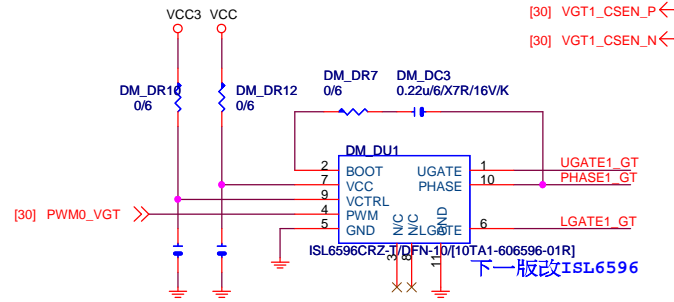 VCC3 VCC
[30] VGT1_CSEN_P
[30] VGT1_CSEN_N
DM_DR10
0/6
DM_DR12
0/6
DM_DR7
0/6
DM_DC3
0.22u/6/X7R/16V/K
DM_DU1
2 BOOT UGATE 1 UGATE1_GT
7 VCC PHASE 10 PHASE1_GT
9 VCTRL
[30] PWM0_VGT 4 PWM
5 GND N/C N/C LGATE GND 6 LGATE1_GT
ISL6596CRZ-T/DFN-10/[10TA1-606596-01R]
3 8 11
下一版改ISL6596